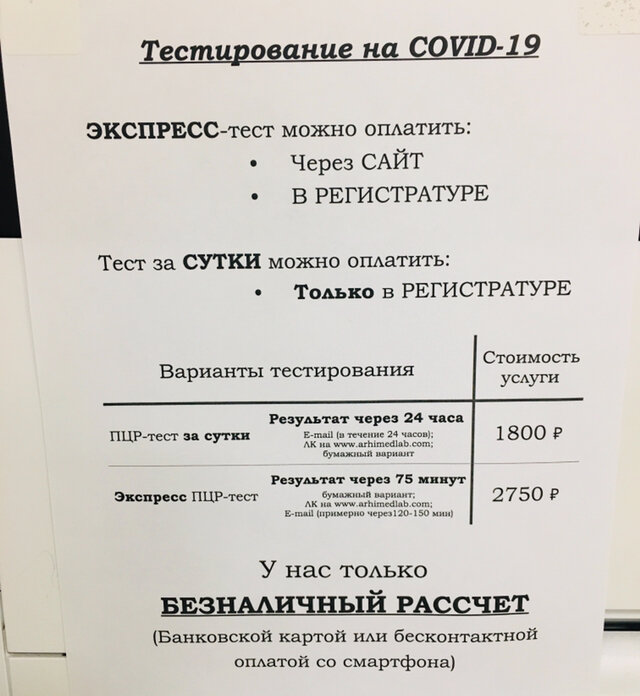 Тестирование на COVID-19
ЭКСПРЕСС-тест можно оплатить:
• Через САЙТ
• В РЕГИСТРАТУРЕ
Тест за СУТКИ можно оплатить:
• Только в РЕГИСТРАТУРЕ
Варианты тестирования
Стоимость
услуги
ПЦР-тест за сутки
Результат через 24 часа
E-mail (в течение 24 часов);
ЛК на www.arhimedlab.com;
бумажный вариант
1800 ₽
Экспресс ПЦР-тест
Результат через 75 минут
бумажный вариант;
ЛК на www.arhimedlab.com;
E-mail (примерно через120-150 мин)
2750 ₽
У нас только
БЕЗНАЛИЧНЫЙ РАССЧЕТ
(Банковской картой или бесконтактной
оплатой со смартфона)